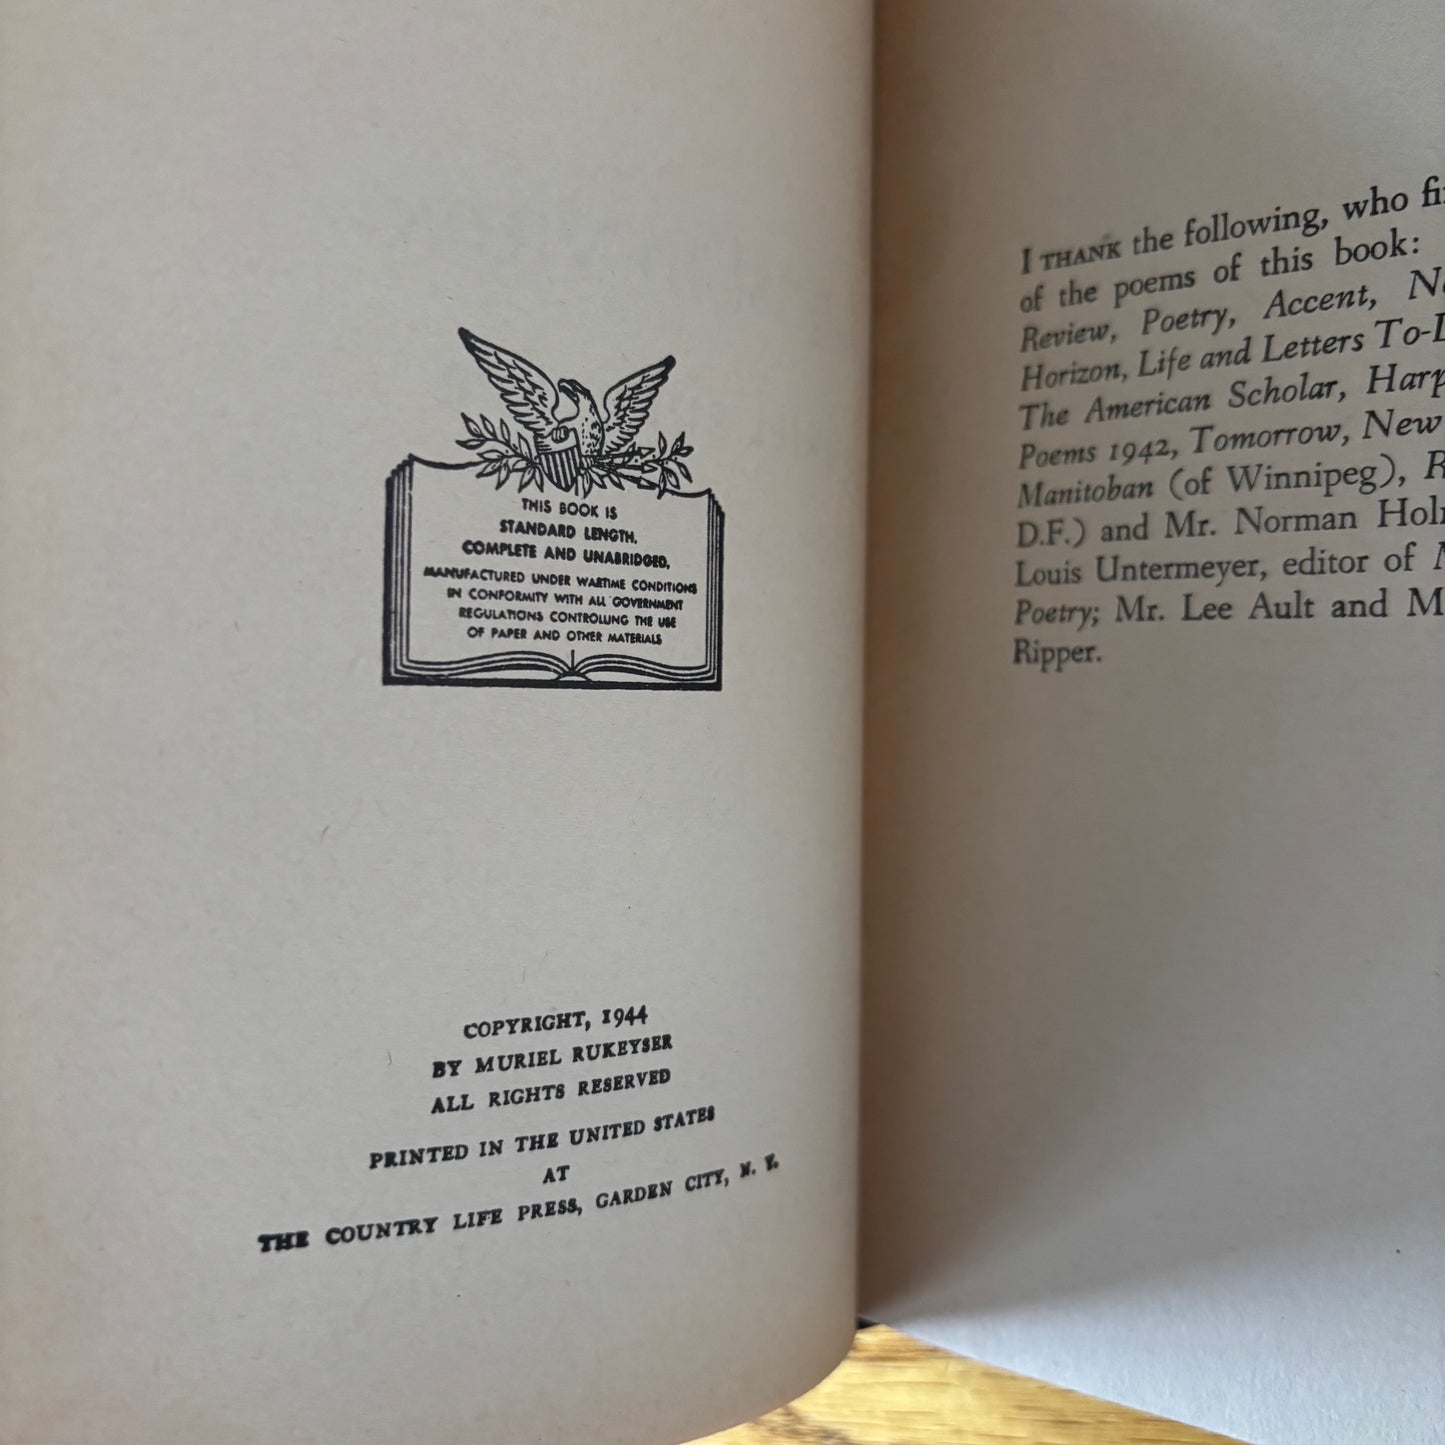 THIS BOOK IS
STANDARD LENGTH,
COMPLETE AND UNABRIDGED,
MANUFACTURED UNDER WARTIME CONDITIONS
IN CONFORMITY WITH ALL GOVERNMENT
REGULATIONS CONTROLLING THE USE
OF PAPER AND OTHER MATERIALS
COPYRIGHT, 1944
BY MURIEL RUKEYSER
ALL RIGHTS RESERVED
PRINTED IN THE UNITED STATES
AT
THE COUNTRY LIFE PRESS, GARDEN CITY, N. Y.
I THANK the following, who
of the poems of this book:
Review, Poetry, Accent,
Horizon, Life and Letters
The American Scholar,
Poems 1942, Tomorrow, New
Manitoban (of Winnipeg),
D.F.) and Mr. Norman
Louis Untermeyer, editor of
Poetry; Mr. Lee Ault and
Ripper.